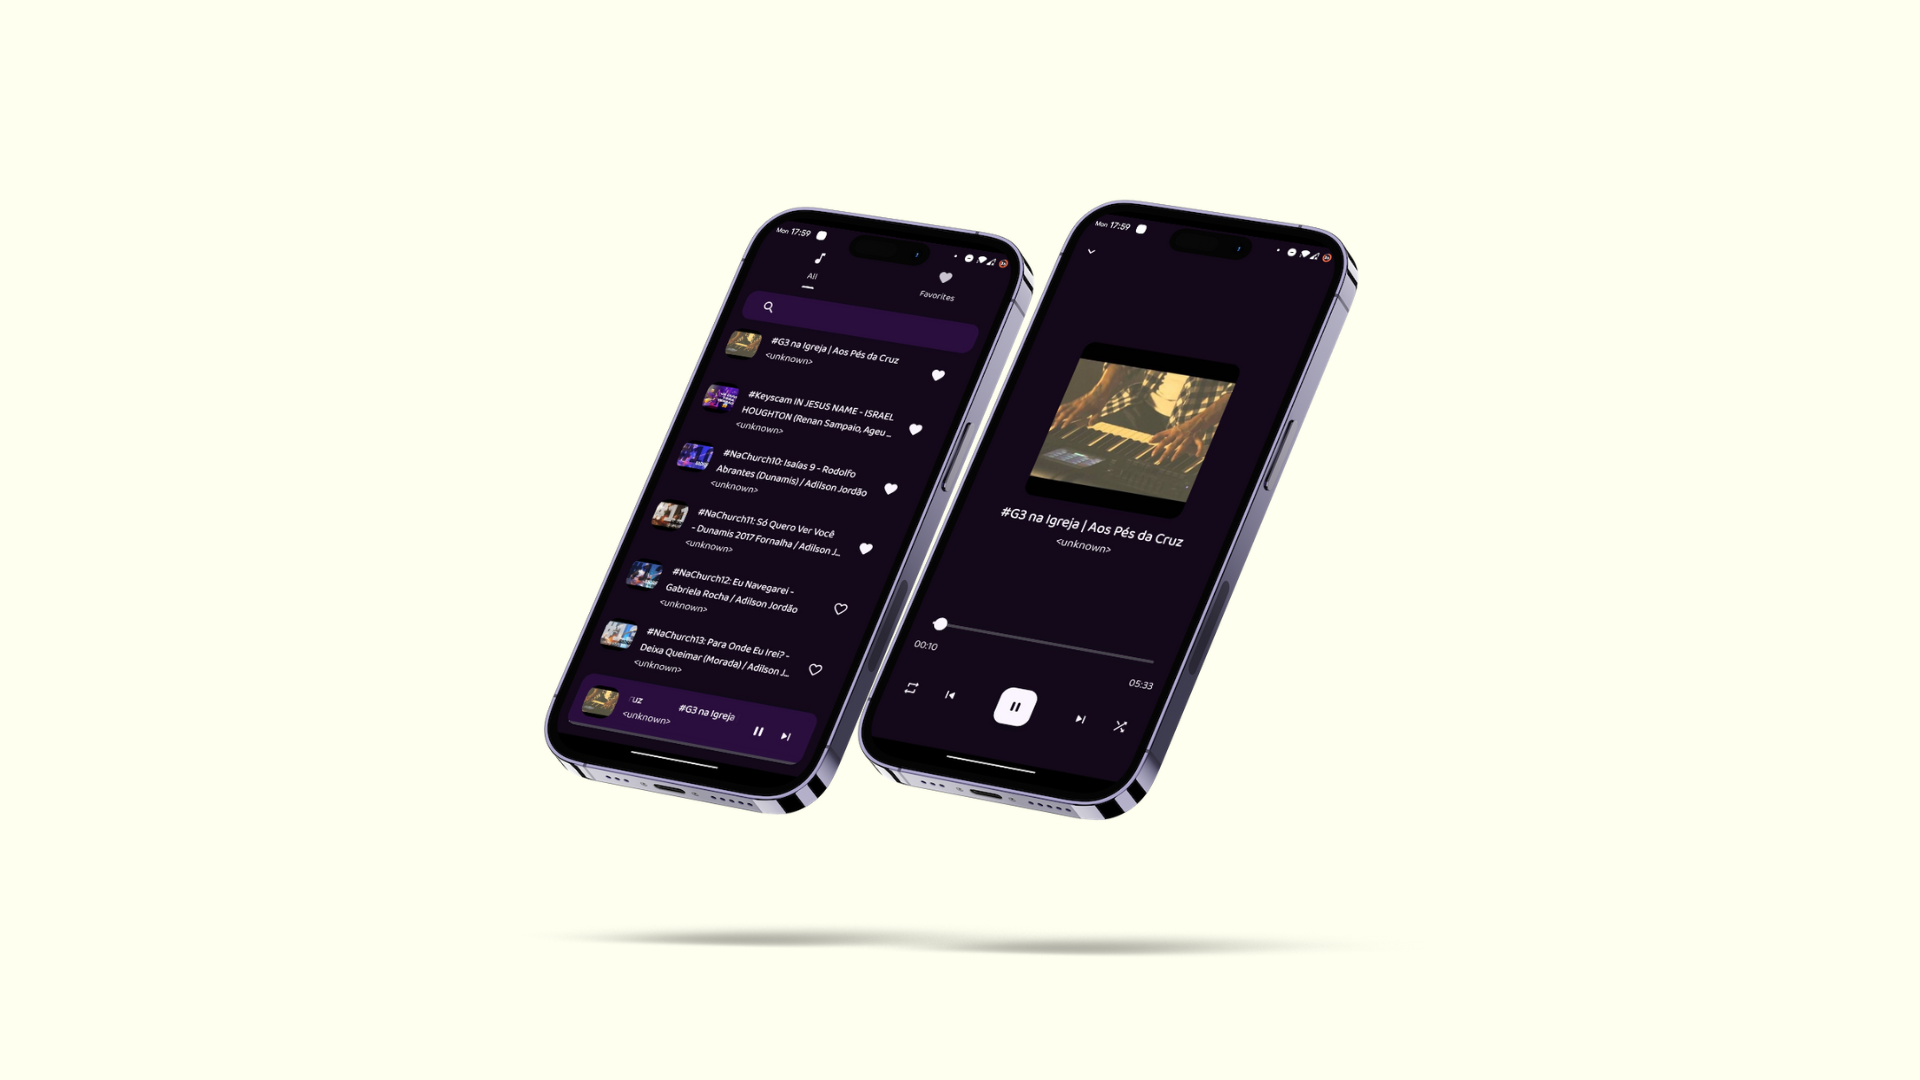 Mon 17:59
All
Favorites
#G3 na Igreja | Aos Pés da Cruz
<unknown>
#Keyscam IN JESUS NAME - ISRAEL
HOUGHTON (Renan Sampaio, Ageu ...
<unknown>
#NaChurch10: Isaías 9 - Rodolfo
Abrantes (Dunamis) / Adilson Jordão
<unknown>
#NaChurch11: Só Quero Ver Você
- Dunamis 2017 Fornalha / Adilson J...
<unknown>
#NaChurch12: Eu Navegarei -
Gabriela Rocha / Adilson Jordão
<unknown>
#NaChurch13: Para Onde Eu Irei? -
Deixa Queimar (Morada) / Adilson J...
<unknown>
ruz #G3 na Igreja
<unknown>
Mon 17:59
#G3 na Igreja | Aos Pés da Cruz
<unknown>
00:10
05:33